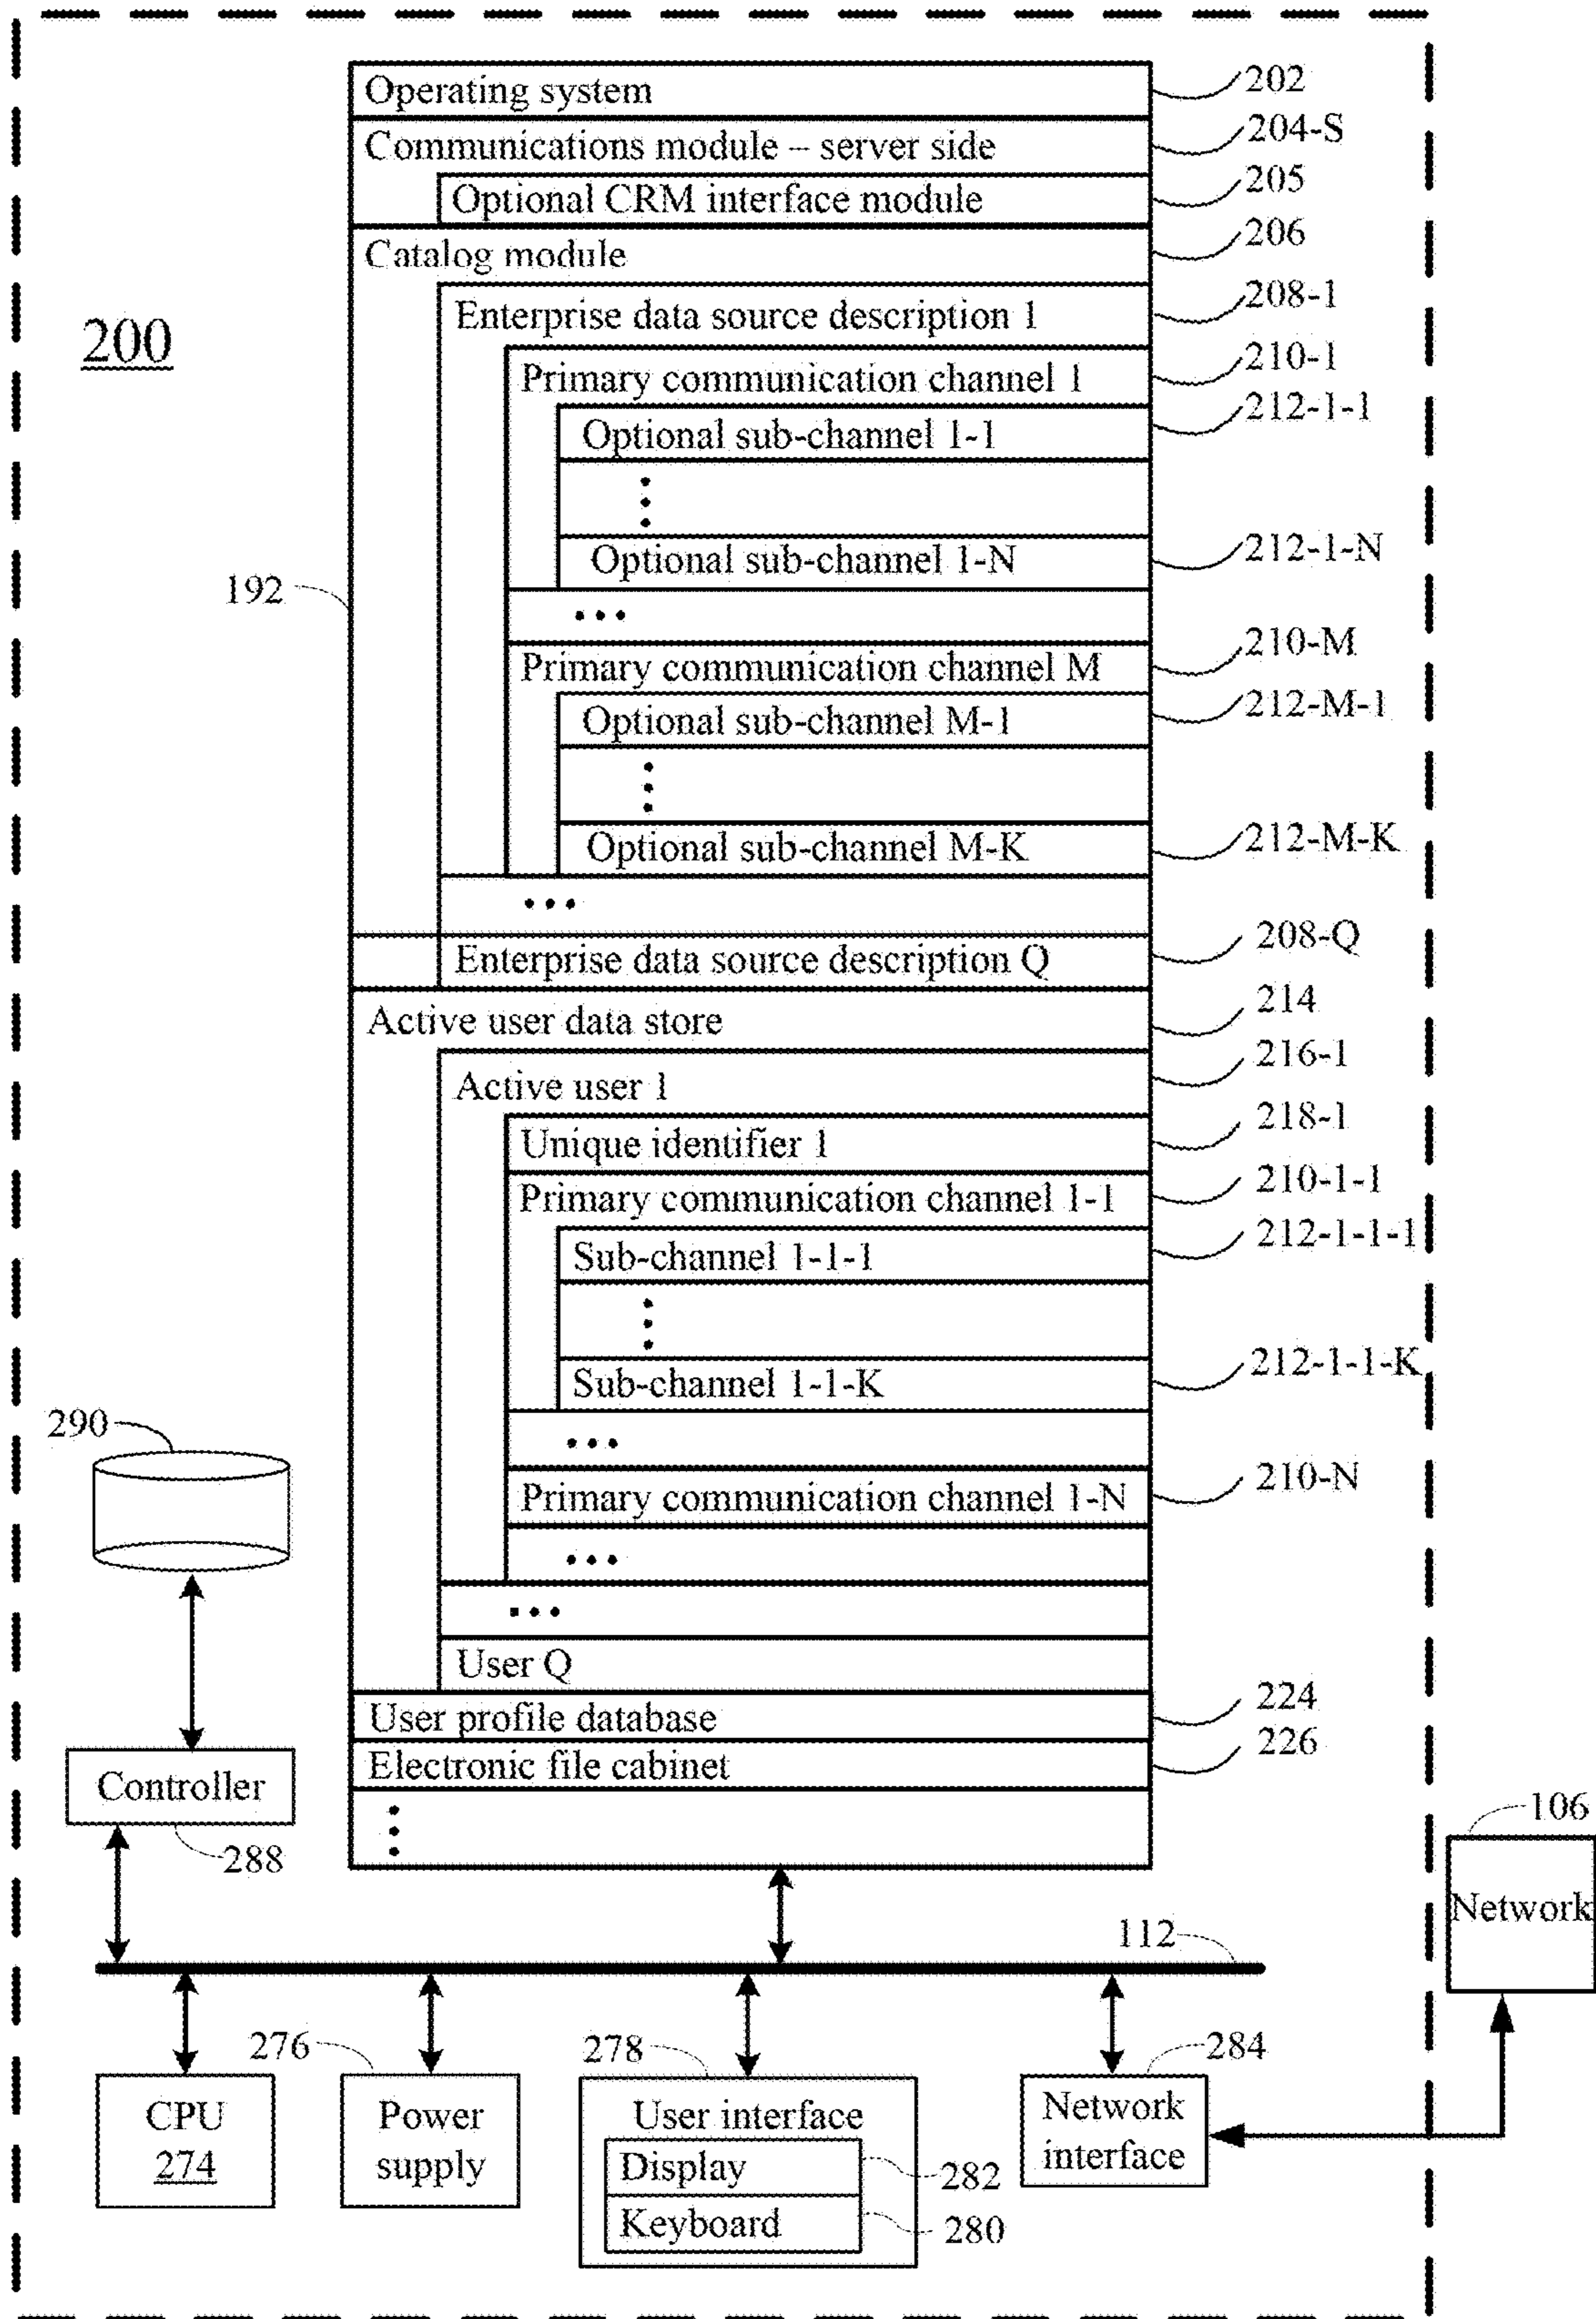 Operating system
202
Communications module – server side
204-S
Optional CRM interface module
205
Catalog module
206
200
Enterprise data source description 1
208-1
Primary communication channel 1
210-1
Optional sub-channel 1-1
212-1-1
⋮
Optional sub-channel 1-N
212-1-N
192
•••
Primary communication channel M
210-M
Optional sub-channel M-1
212-M-1
⋮
Optional sub-channel M-K
212-M-K
•••
Enterprise data source description Q
208-Q
Active user data store
214
Active user 1
216-1
Unique identifier 1
218-1
Primary communication channel 1-1
210-1-1
Sub-channel 1-1-1
212-1-1-1
⋮
Sub-channel 1-1-K
212-1-1-K
290
•••
Primary communication channel 1-N
210-N
•••
•••
User Q
User profile database
224
Electronic file cabinet
226
⋮
Controller
288
106
Network
112
276
278
284
CPU
274
Power
supply
User interface
Display
282
Keyboard
280
Network
interface